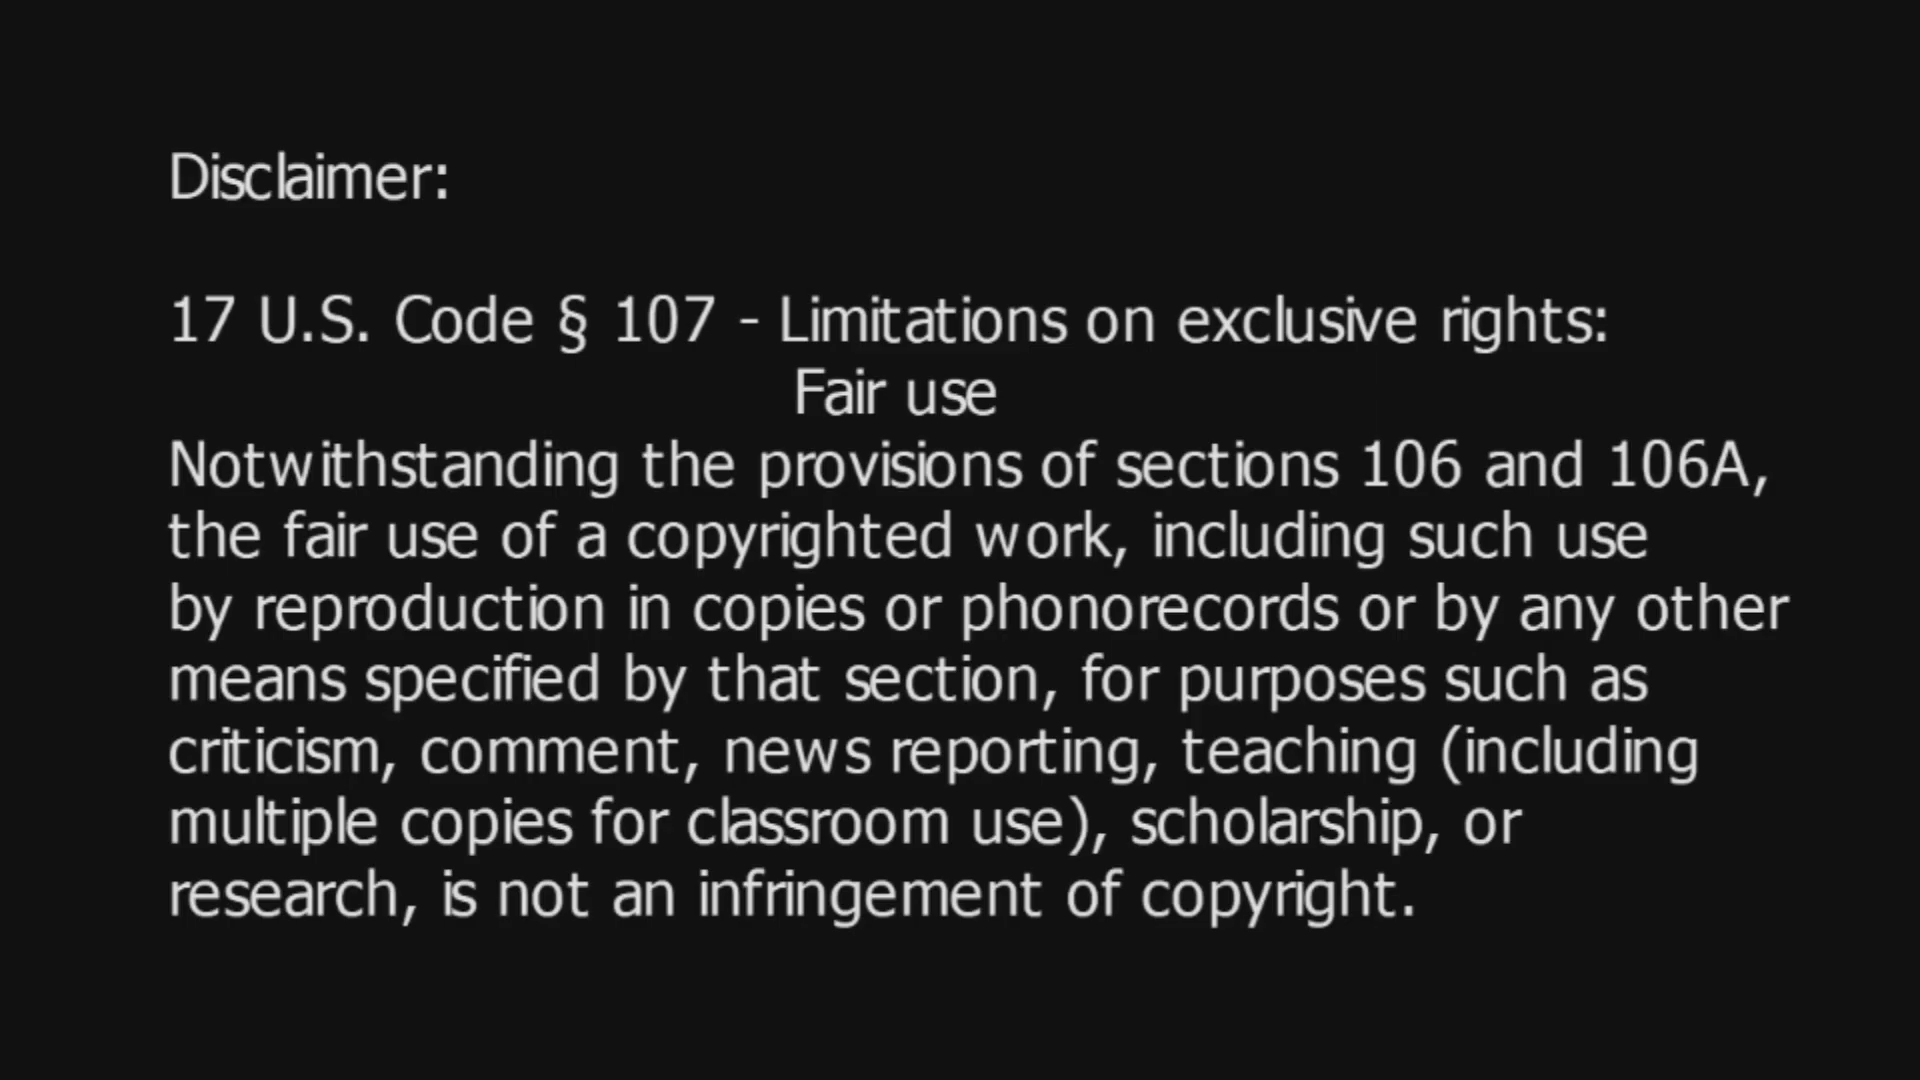 Disclaimer:
17 U.S. Code § 107 - Limitations on exclusive rights:
Fair use
Notwithstanding the provisions of sections 106 and 106A,
the fair use of a copyrighted work, including such use
by reproduction in copies or phonorecords or by any other
means specified by that section, for purposes such as
criticism, comment, news reporting, teaching (including
multiple copies for classroom use), scholarship, or
research, is not an infringement of copyright.